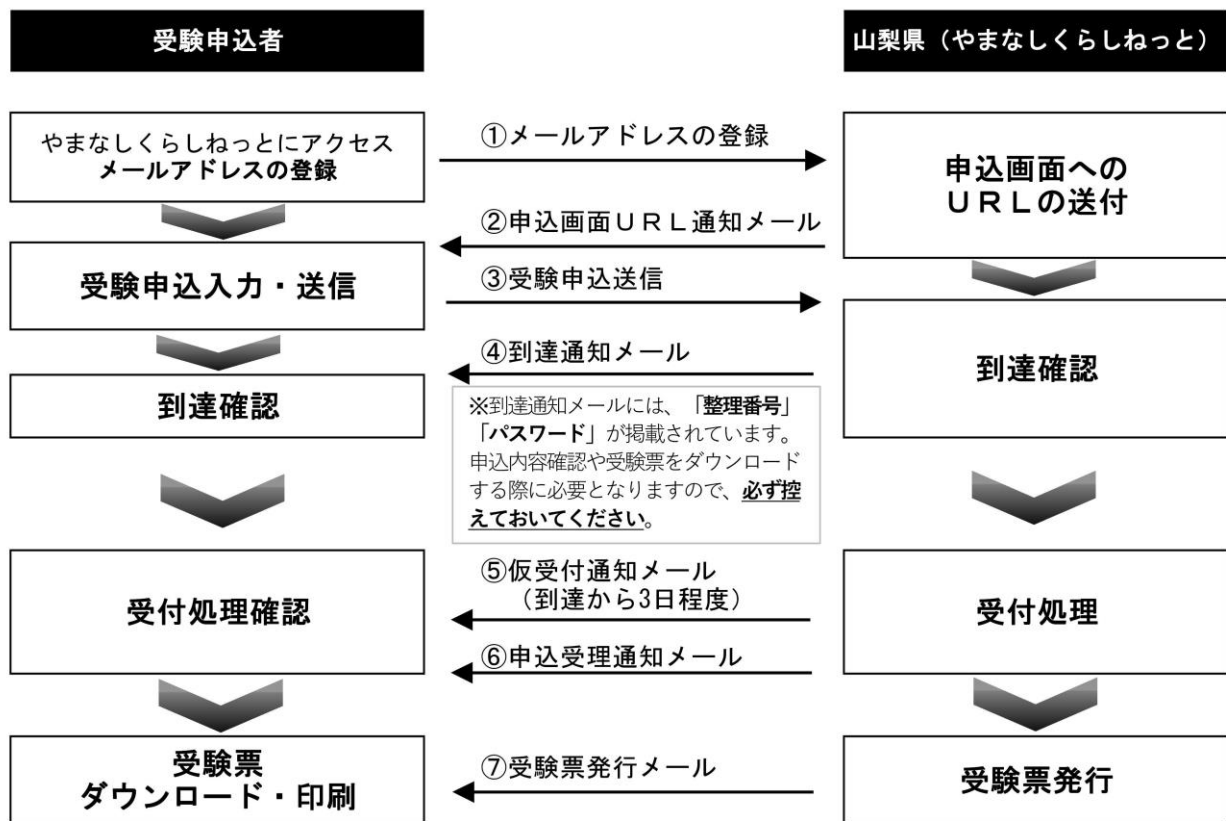 受験申込者
山梨県（やまなしくらしねっと）
やまなしくらしねっとにアクセス
メールアドレスの登録
①メールアドレスの登録
申込画面への
ＵＲＬの送付
②申込画面ＵＲＬ通知メール
受験申込入力・送信
③受験申込送信
到達確認
④到達通知メール
到達確認
※到達通知メールには、「整理番号」
「パスワード」が掲載されています。
申込内容確認や受験票をダウンロード
する際に必要となりますので、必ず控
えておいてください。
受付処理確認
⑤仮受付通知メール
（到達から3日程度）
⑥申込受理通知メール
受付処理
受験票
ダウンロード・印刷
⑦受験票発行メール
受験票発行